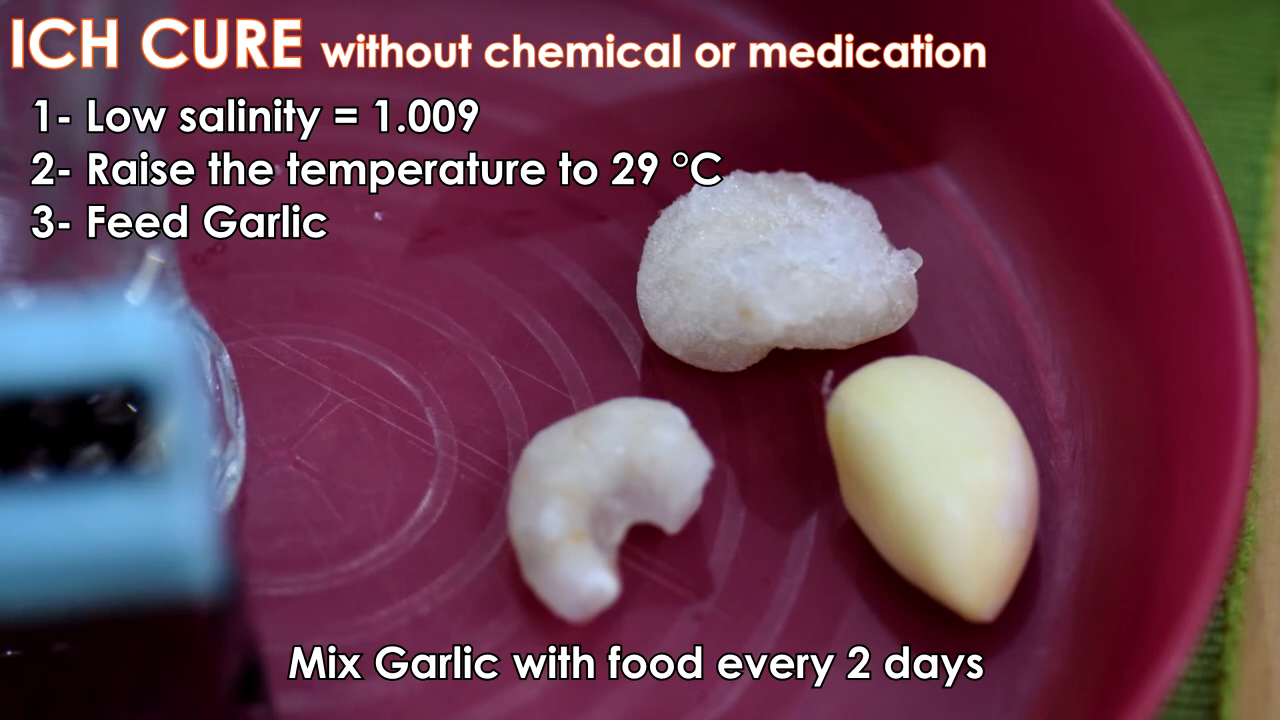 ICH CURE without chemical or medication
1- Low salinity = 1.009
2- Raise the temperature to 29 °C
3- Feed Garlic
Mix Garlic with food every 2 days